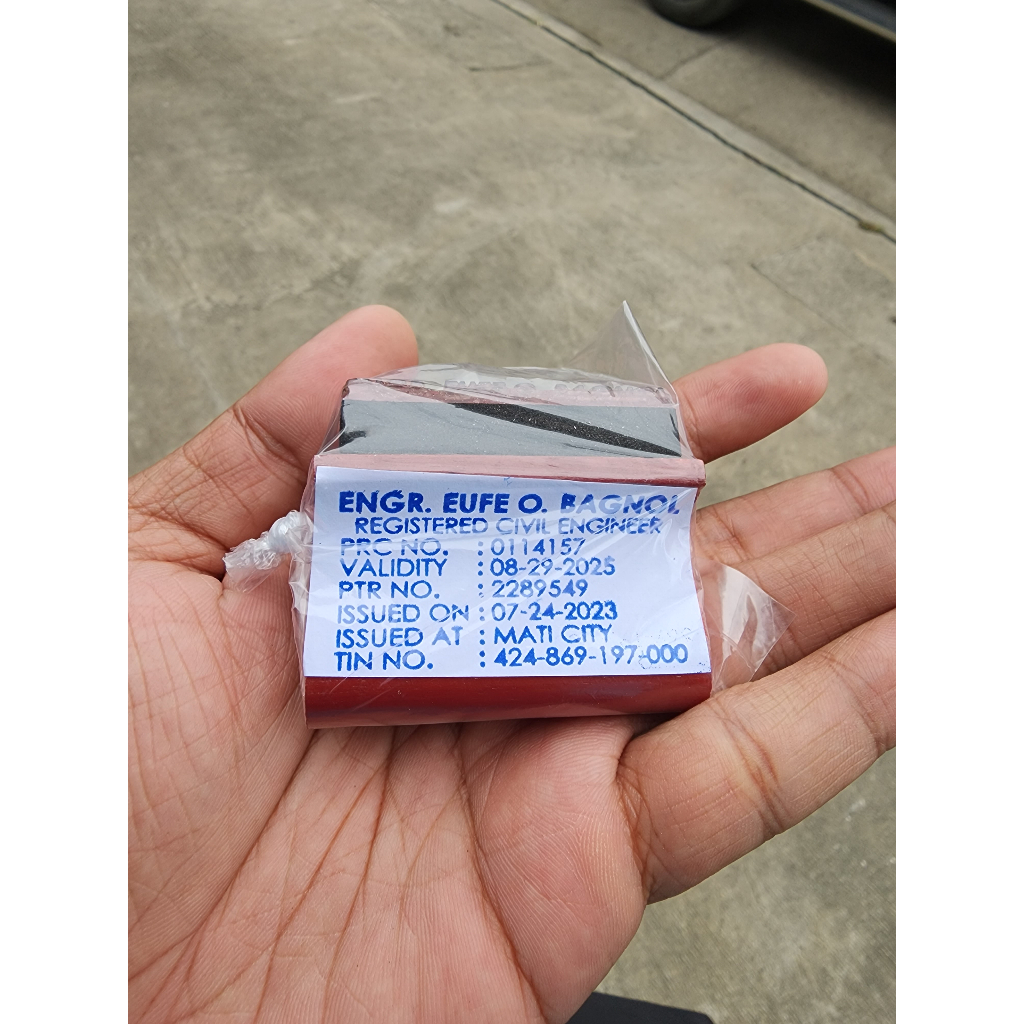 ENGR. EUFE O. BAGNOL
REGISTERED CIVIL ENGINEER
PRC NO. : 0114157
VALIDITY : 08-29-2025
PTR NO. : 2289549
ISSUED ON : 07-24-2023
ISSUED AT : MATI CITY
TIN NO. : 424-869-197-000